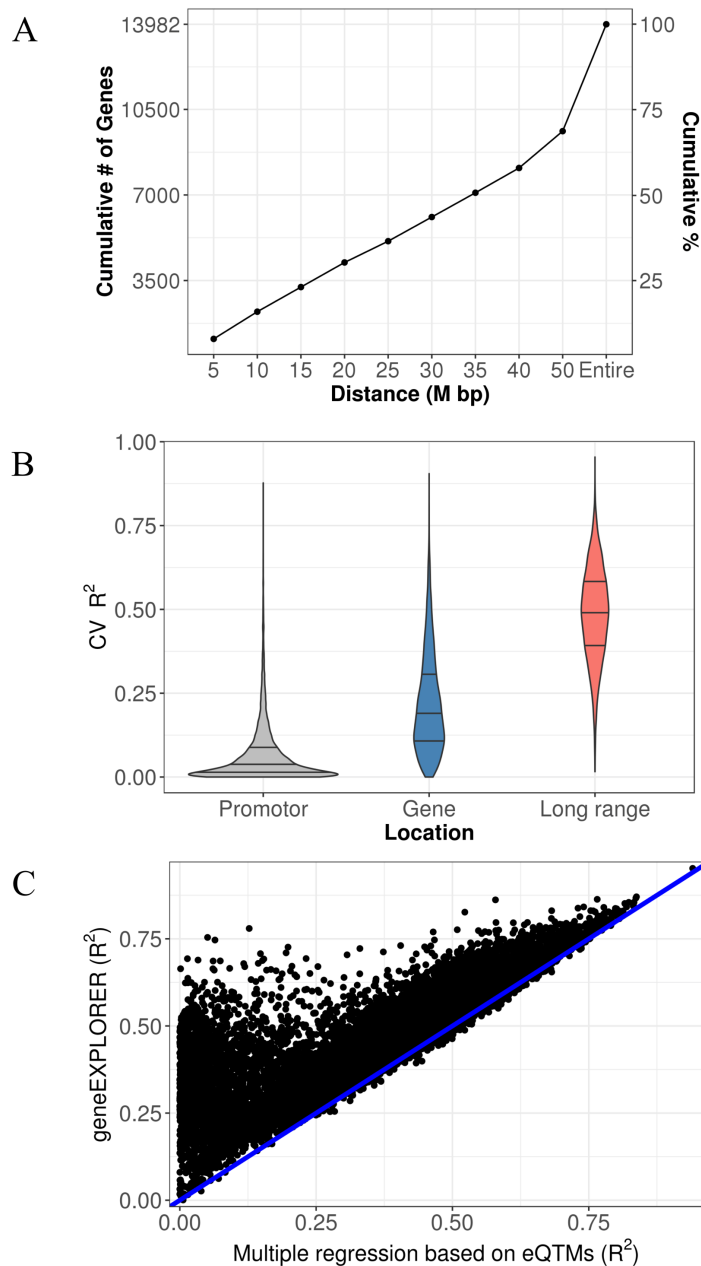 A
13982
10500
7000
3500
Cumulative # of Genes
100
75
50
25
Cumulative %
5 10 15 20 25 30 35 40 50 Entire
Distance (M bp)
B
1.00
0.75
0.50
0.25
0.00
CV R²
Promotor Gene Long range
Location
C
0.75
0.50
0.25
0.00
geneEXPLORER (R²)
0.00 0.25 0.50 0.75
Multiple regression based on eQTMs (R²)